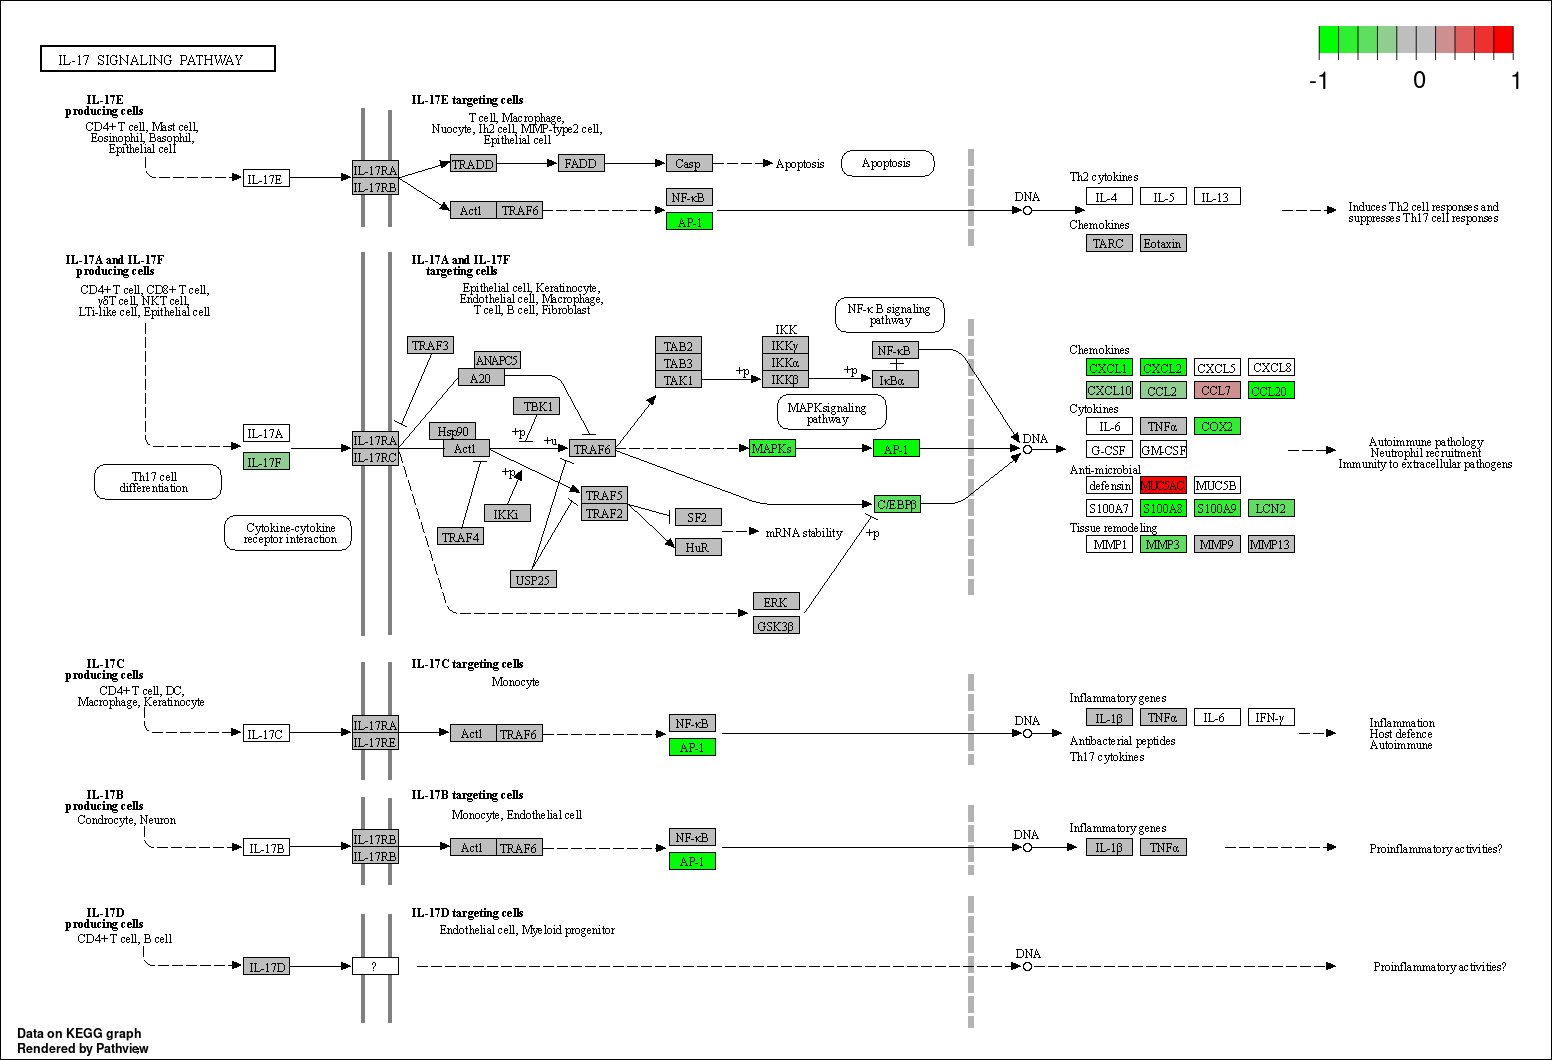 IL-17 SIGNALING PATHWAY
-1 0 1
IL-17E
producing cells
CD4+ T cell, Mast cell,
Eosinophil, Basophil,
Epithelial cell
IL-17E
IL-17RA
IL-17RB
IL-17E targeting cells
T cell, Macrophage,
Nuocyte, Ih2 cell, MMP-type2 cell,
Epithelial cell
TRADD
FADD
Casp
Apoptosis
Apoptosis
Act1
TRAF6
NF-κB
AP-1
DNA
Th2 cytokines
IL-4
IL-5
IL-13
Chemokines
TARC
Eotaxin
Induces Th2 cell responses and
suppresses Th17 cell responses
IL-17A and IL-17F
producing cells
CD4+ T cell, CD8+ T cell,
γδT cell, NKT cell,
LTi-like cell, Epithelial cell
IL-17A
IL-17F
Th17 cell
differentiation
Cytokine-cytokine
receptor interaction
IL-17RA
IL-17RC
IL-17A and IL-17F
targeting cells
Epithelial cell, Keratinocyte,
Endothelial cell, Macrophage,
T cell, B cell, Fibroblast
TRAF3
ANAPC5
A20
TBK1
Hsp90
Act1
+p
+u
TRAF6
+p
IKKi
TRAF4
USP25
TRAF5
TRAF2
SF2
HuR
mRNA stability
TAB2
TAB3
TAK1
+p
IKK
IKKγ
IKKα
IKKβ
+p
NF-κB
IκBα
NF-κ B signaling
pathway
MAPKsignaling
pathway
MAPKs
AP-1
C/EBPβ
+p
ERK
GSK3β
DNA
Chemokines
CXCL1
CXCL2
CXCL5
CXCL8
CXCL10
CCL2
CCL7
CCL20
Cytokines
IL-6
TNFα
COX2
G-CSF
GM-CSF
Anti-microbial
defensin
MUC5AC
MUC5B
S100A7
S100A8
S100A9
LCN2
Tissue remodeling
MMP1
MMP3
MMP9
MMP13
Autoimmune pathology
Neutrophil recruitment
Immunity to extracellular pathogens
IL-17C
producing cells
CD4+ T cell, DC,
Macrophage, Keratinocyte
IL-17C
IL-17RA
IL-17RE
IL-17C targeting cells
Monocyte
Act1
TRAF6
NF-κB
AP-1
DNA
Inflammatory genes
IL-1β
TNFα
IL-6
IFN-γ
Antibacterial peptides
Th17 cytokines
Inflammation
Host defence
Autoimmune
IL-17B
producing cells
Condrocyte, Neuron
IL-17B
IL-17RB
IL-17RB
IL-17B targeting cells
Monocyte, Endothelial cell
Act1
TRAF6
NF-κB
AP-1
DNA
Inflammatory genes
IL-1β
TNFα
Proinflammatory activities?
IL-17D
producing cells
CD4+ T cell, B cell
IL-17D
?
IL-17D targeting cells
Endothelial cell, Myeloid progenitor
DNA
Proinflammatory activities?
Data on KEGG graph
Rendered by Pathview